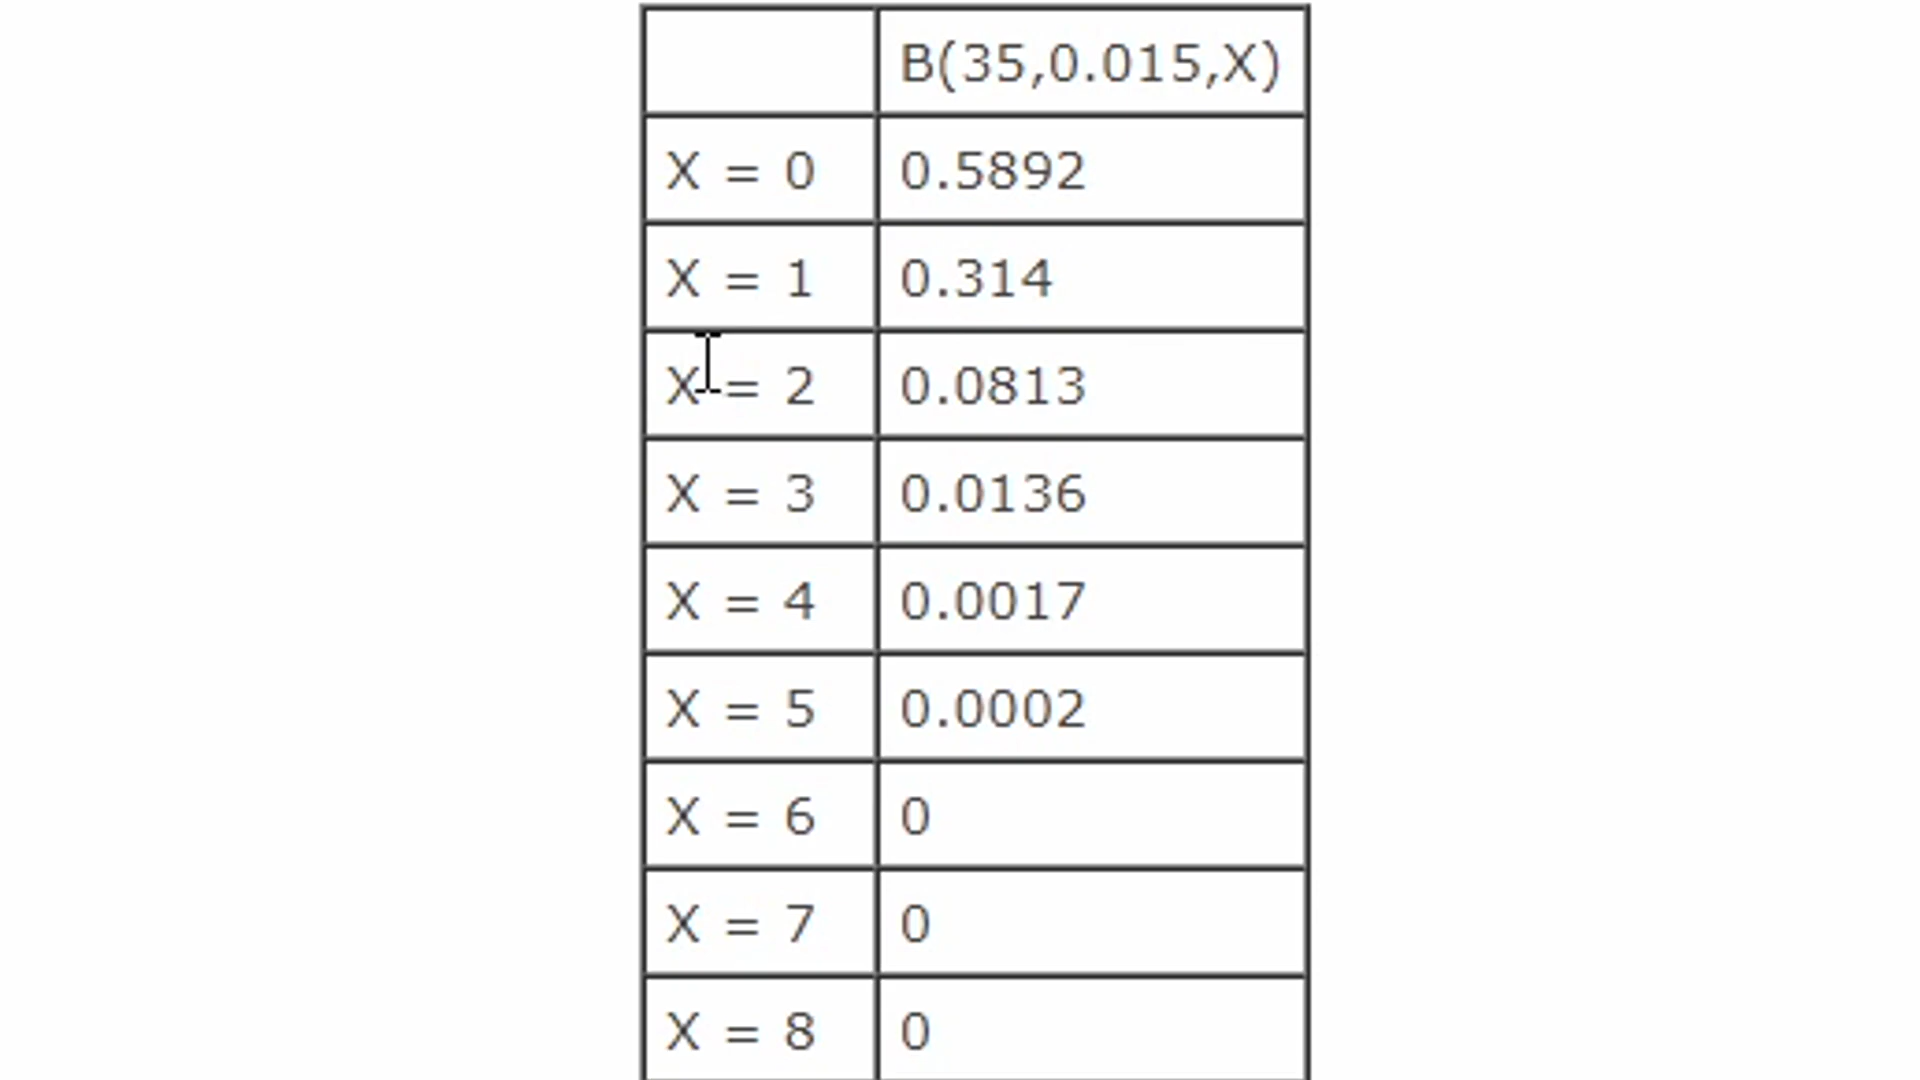 B(35,0.015,X)
X = 0 0.5892
X = 1 0.314
X = 2 0.0813
X = 3 0.0136
X = 4 0.0017
X = 5 0.0002
X = 6 0
X = 7 0
X = 8 0